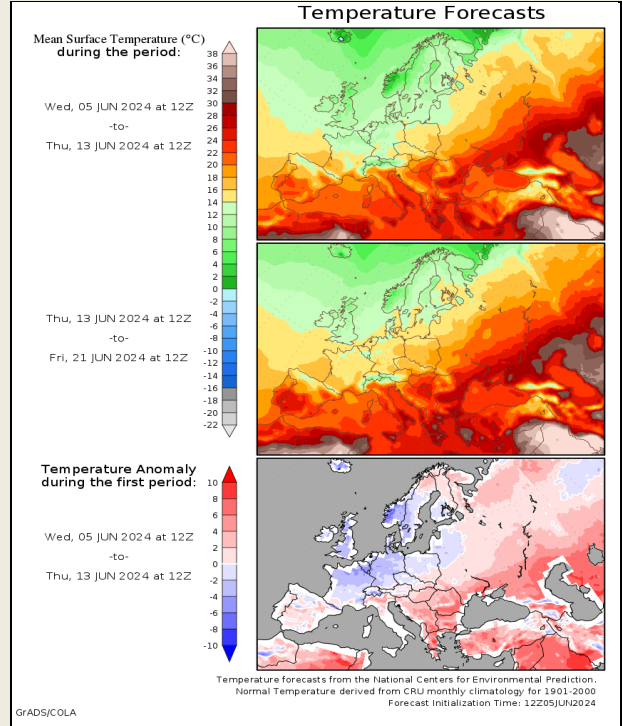 Temperature Forecasts
Mean Surface Temperature (°C)
during the period:
Wed, 05 JUN 2024 at 12Z
-to-
Thu, 13 JUN 2024 at 12Z
38
36
34
32
30
28
26
24
22
20
18
16
14
12
10
8
6
4
2
0
-2
-4
-6
-8
-10
-12
-14
-16
-18
-20
-22
Thu, 13 JUN 2024 at 12Z
-to-
Fri, 21 JUN 2024 at 12Z
Temperature Anomaly
during the first period:
Wed, 05 JUN 2024 at 12Z
-to-
Thu, 13 JUN 2024 at 12Z
10
8
6
4
2
0
-2
-4
-6
-8
-10
Temperature forecasts from the National Centers for Environmental Prediction.
Normal Temperature derived from CRU monthly climatology for 1901-2000
Forecast Initialization Time: 12Z05JUN2024
GrADS/COLA